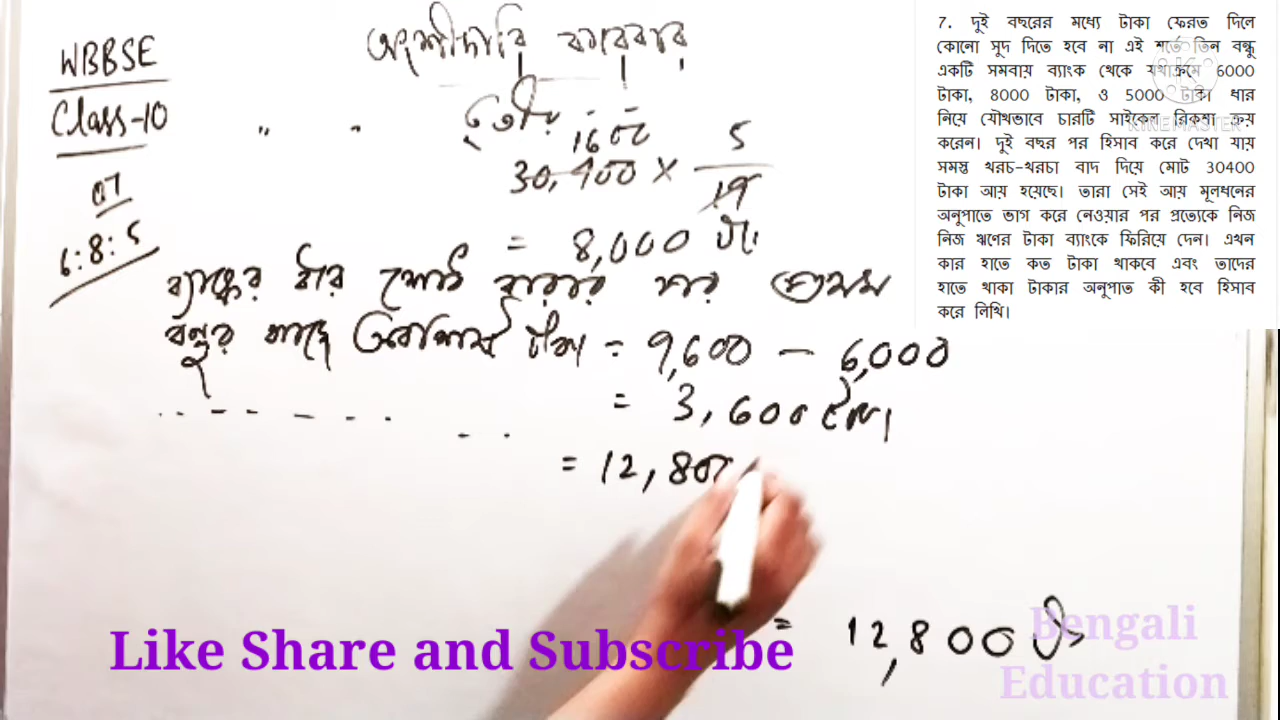 WBBSE
Class-10
07
6:8:5
অংশীদারি কারবার
" " তৃতীয় " "
1600
30,400 × 5/19
= 8,000 টা।
ব্যাঙ্কের ধার শোধ করার পর প্রথম
বন্ধুর কাছে অবশিষ্ট টাকা = 9,600 – 6,000
= 3,600 টাকা।
= 12,800
= 12,800 টা
7. দুই বছরের মধ্যে টাকা ফেরত দিলে
কোনো সুদ দিতে হবে না এই শর্তে তিন বন্ধু
একটি সমবায় ব্যাংক থেকে যথাক্রমে 6000
টাকা, 8000 টাকা, ও 5000 টাকা ধার
নিয়ে যৌথভাবে চারটি সাইকেল রিকশা ক্রয়
করেন। দুই বছর পর হিসাব করে দেখা যায়
সমস্ত খরচ-খরচা বাদ দিয়ে মোট 30400
টাকা আয় হয়েছে। তারা সেই আয় মূলধনের
অনুপাতে ভাগ করে নেওয়ার পর প্রত্যেকে নিজ
নিজ ঋণের টাকা ব্যাংকে ফিরিয়ে দেন। এখন
কার হাতে কত টাকা থাকবে এবং তাদের
হাতে থাকা টাকার অনুপাত কী হবে হিসাব
করে লিখি।
KINEMASTER
Like Share and Subscribe
Bengali
Education